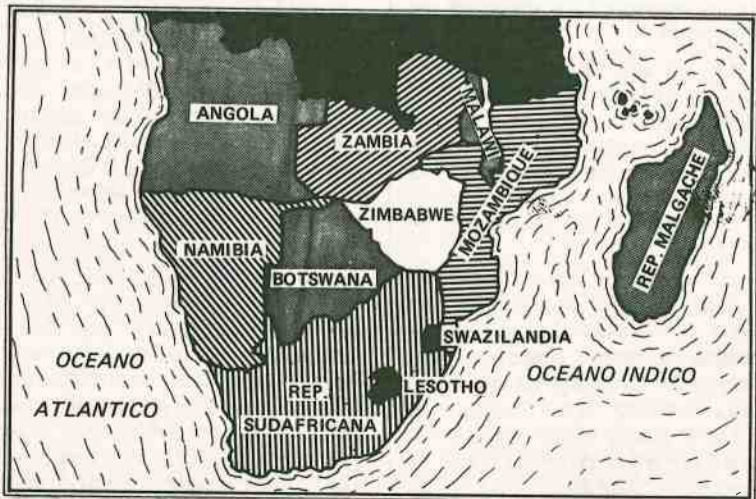 ANGOLA
ZAMBIA
MALAWI
MOZAMBIQUE
ZIMBABWE
NAMIBIA
BOTSWANA
REP. MALGACHE
SWAZILANDIA
LESOTHO
REP.
SUDAFRICANA
OCEANO
ATLANTICO
OCEANO INDICO